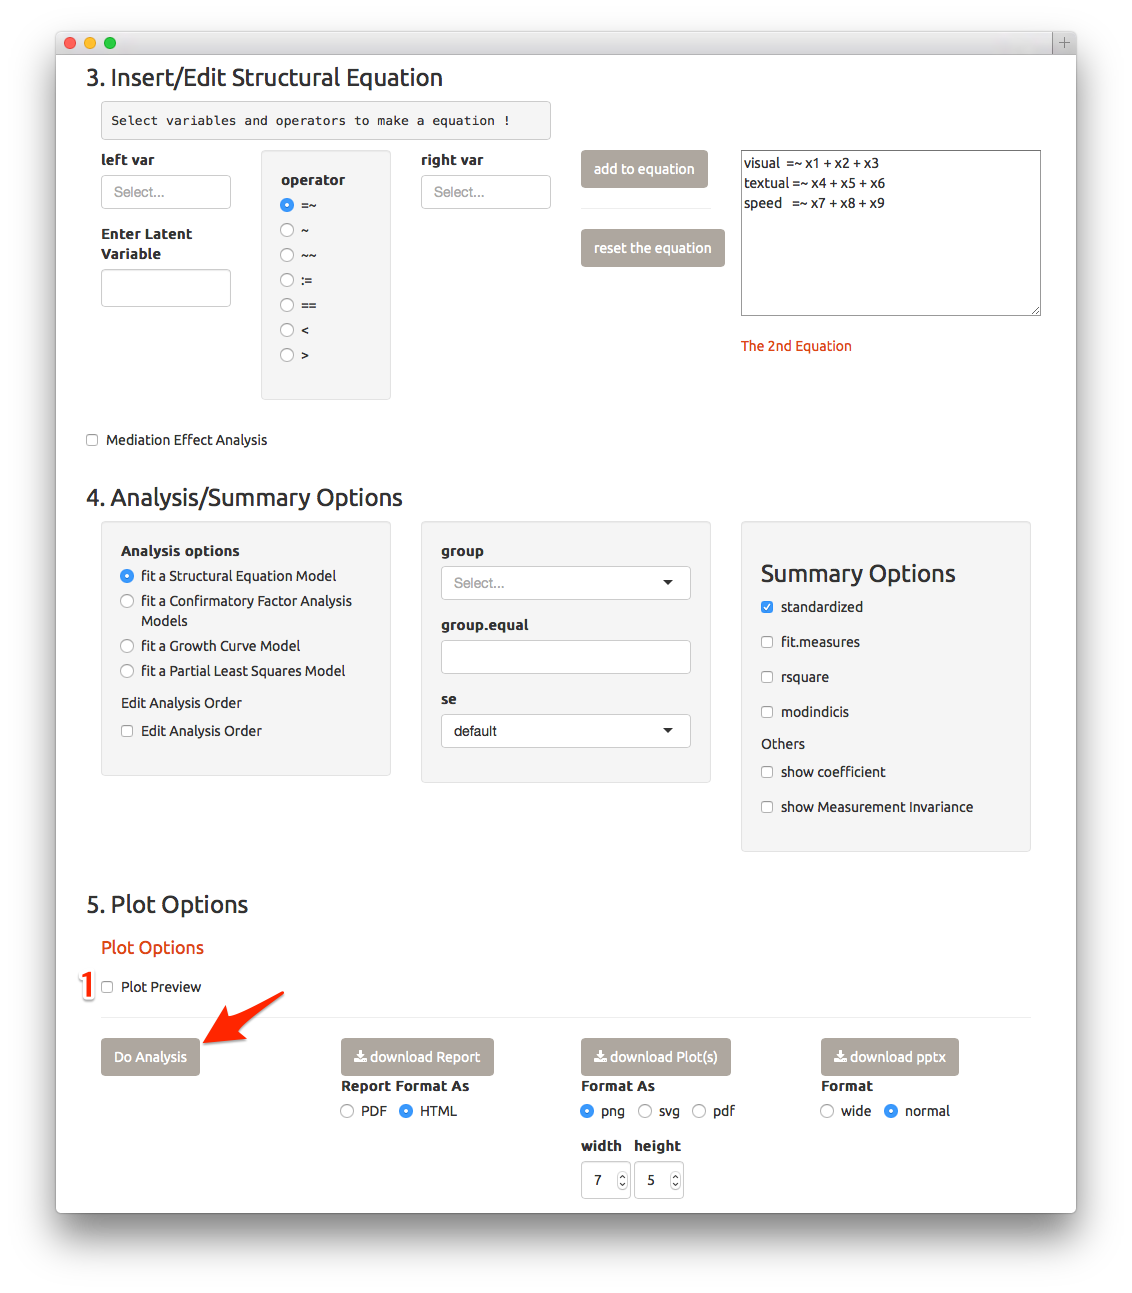 3. Insert/Edit Structural Equation
Select variables and operators to make a equation !
left var
Select...
Enter Latent
Variable
operator
=~
~
~~
:=
==
<
>
right var
Select...
add to equation
reset the equation
visual =~ x1 + x2 + x3
textual =~ x4 + x5 + x6
speed =~ x7 + x8 + x9
The 2nd Equation
Mediation Effect Analysis
4. Analysis/Summary Options
Analysis options
fit a Structural Equation Model
fit a Confirmatory Factor Analysis
Models
fit a Growth Curve Model
fit a Partial Least Squares Model
Edit Analysis Order
Edit Analysis Order
group
Select...
group.equal
se
default
Summary Options
standardized
fit.measures
rsquare
modindicis
Others
show coefficient
show Measurement Invariance
5. Plot Options
Plot Options
1 Plot Preview
Do Analysis
download Report
Report Format As
PDF HTML
download Plot(s)
Format As
png svg pdf
width height
7 5
download pptx
Format
wide normal